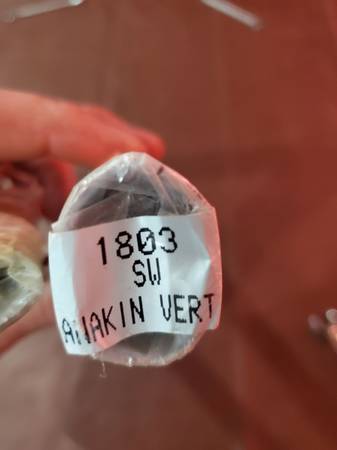 1803
SW
ANAKIN VERT